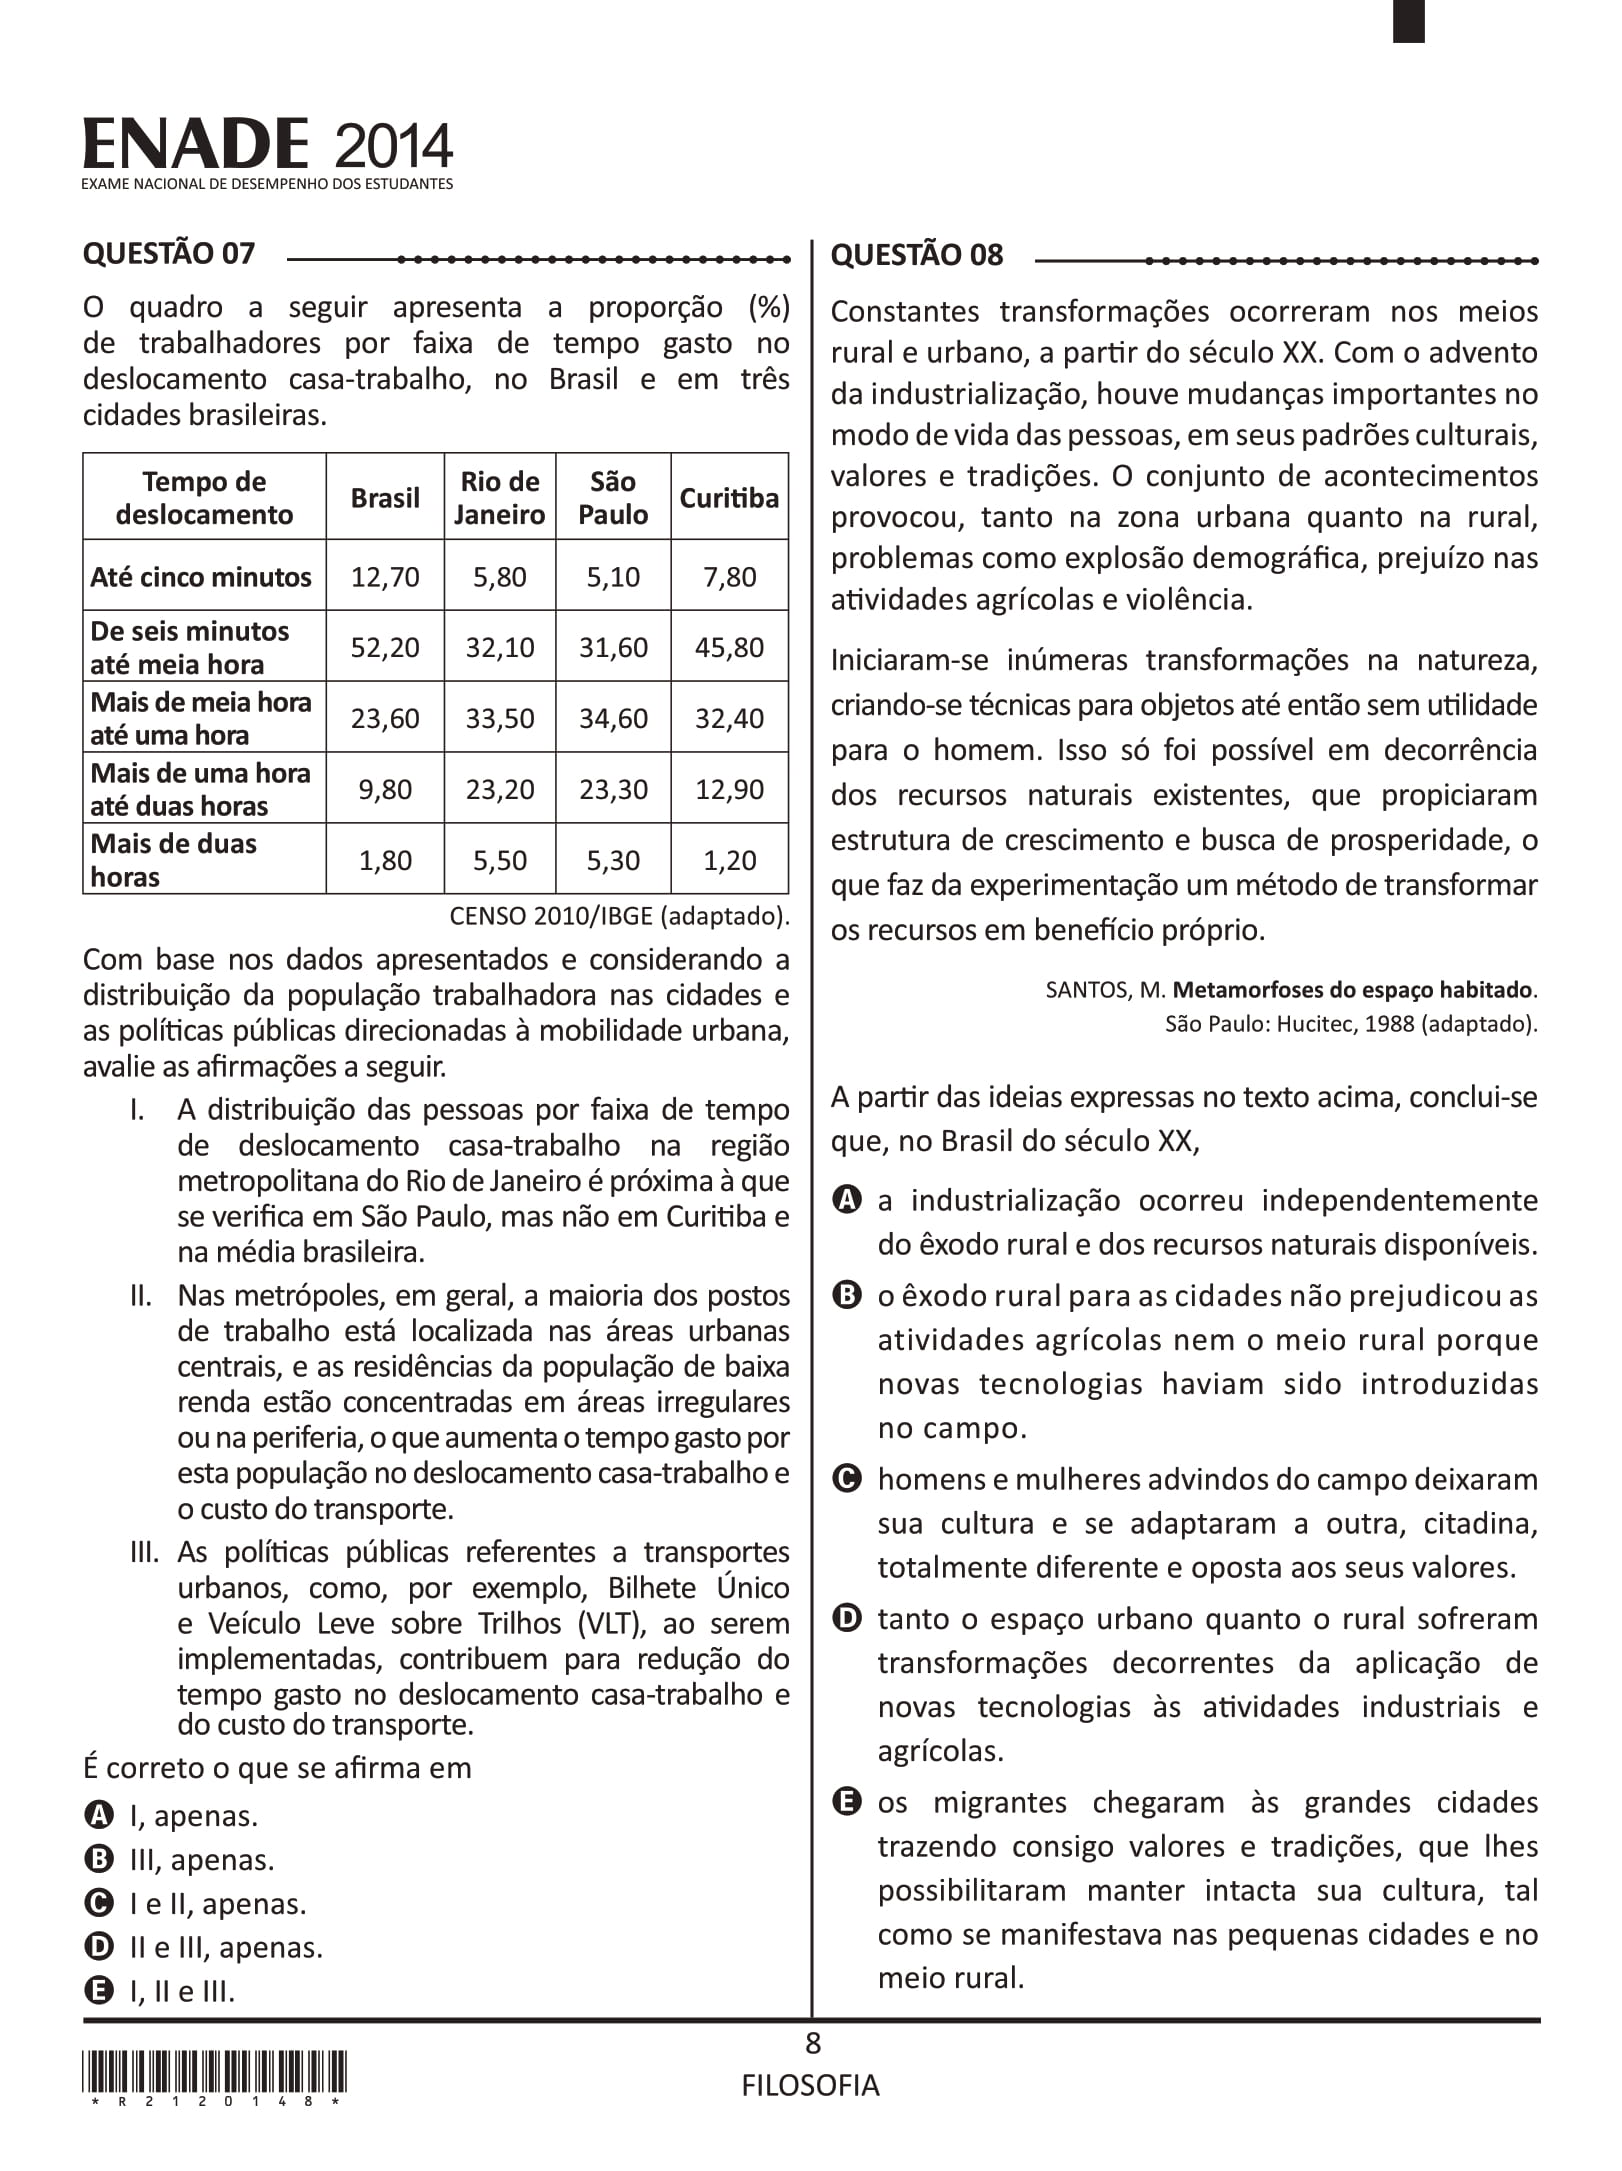 ENADE 2014
EXAME NACIONAL DE DESEMPENHO DOS ESTUDANTES
QUESTÃO 07
O quadro a seguir apresenta a proporção (%)
de trabalhadores por faixa de tempo gasto no
deslocamento casa-trabalho, no Brasil e em três
cidades brasileiras.
Tempo de deslocamento Brasil Rio de Janeiro São Paulo Curitiba
Até cinco minutos 12,70 5,80 5,10 7,80
De seis minutos até meia hora 52,20 32,10 31,60 45,80
Mais de meia hora até uma hora 23,60 33,50 34,60 32,40
Mais de uma hora até duas horas 9,80 23,20 23,30 12,90
Mais de duas horas 1,80 5,50 5,30 1,20
CENSO 2010/IBGE (adaptado).
Com base nos dados apresentados e considerando a
distribuição da população trabalhadora nas cidades e
as políticas públicas direcionadas à mobilidade urbana,
avalie as afirmações a seguir.
I. A distribuição das pessoas por faixa de tempo
de deslocamento casa-trabalho na região
metropolitana do Rio de Janeiro é próxima à que
se verifica em São Paulo, mas não em Curitiba e
na média brasileira.
II. Nas metrópoles, em geral, a maioria dos postos
de trabalho está localizada nas áreas urbanas
centrais, e as residências da população de baixa
renda estão concentradas em áreas irregulares
ou na periferia, o que aumenta o tempo gasto por
esta população no deslocamento casa-trabalho e
o custo do transporte.
III. As políticas públicas referentes a transportes
urbanos, como, por exemplo, Bilhete Único
e Veículo Leve sobre Trilhos (VLT), ao serem
implementadas, contribuem para redução do
tempo gasto no deslocamento casa-trabalho e
do custo do transporte.
É correto o que se afirma em
A I, apenas.
B III, apenas.
C I e II, apenas.
D II e III, apenas.
E I, II e III.
QUESTÃO 08
Constantes transformações ocorreram nos meios
rural e urbano, a partir do século XX. Com o advento
da industrialização, houve mudanças importantes no
modo de vida das pessoas, em seus padrões culturais,
valores e tradições. O conjunto de acontecimentos
provocou, tanto na zona urbana quanto na rural,
problemas como explosão demográfica, prejuízo nas
atividades agrícolas e violência.
Iniciaram-se inúmeras transformações na natureza,
criando-se técnicas para objetos até então sem utilidade
para o homem. Isso só foi possível em decorrência
dos recursos naturais existentes, que propiciaram
estrutura de crescimento e busca de prosperidade, o
que faz da experimentação um método de transformar
os recursos em benefício próprio.
SANTOS, M. Metamorfoses do espaço habitado.
São Paulo: Hucitec, 1988 (adaptado).
A partir das ideias expressas no texto acima, conclui-se
que, no Brasil do século XX,
A a industrialização ocorreu independentemente
do êxodo rural e dos recursos naturais disponíveis.
B o êxodo rural para as cidades não prejudicou as
atividades agrícolas nem o meio rural porque
novas tecnologias haviam sido introduzidas
no campo.
C homens e mulheres advindos do campo deixaram
sua cultura e se adaptaram a outra, citadina,
totalmente diferente e oposta aos seus valores.
D tanto o espaço urbano quanto o rural sofreram
transformações decorrentes da aplicação de
novas tecnologias às atividades industriais e
agrícolas.
E os migrantes chegaram às grandes cidades
trazendo consigo valores e tradições, que lhes
possibilitaram manter intacta sua cultura, tal
como se manifestava nas pequenas cidades e no
meio rural.
8
FILOSOFIA
*R2120148*